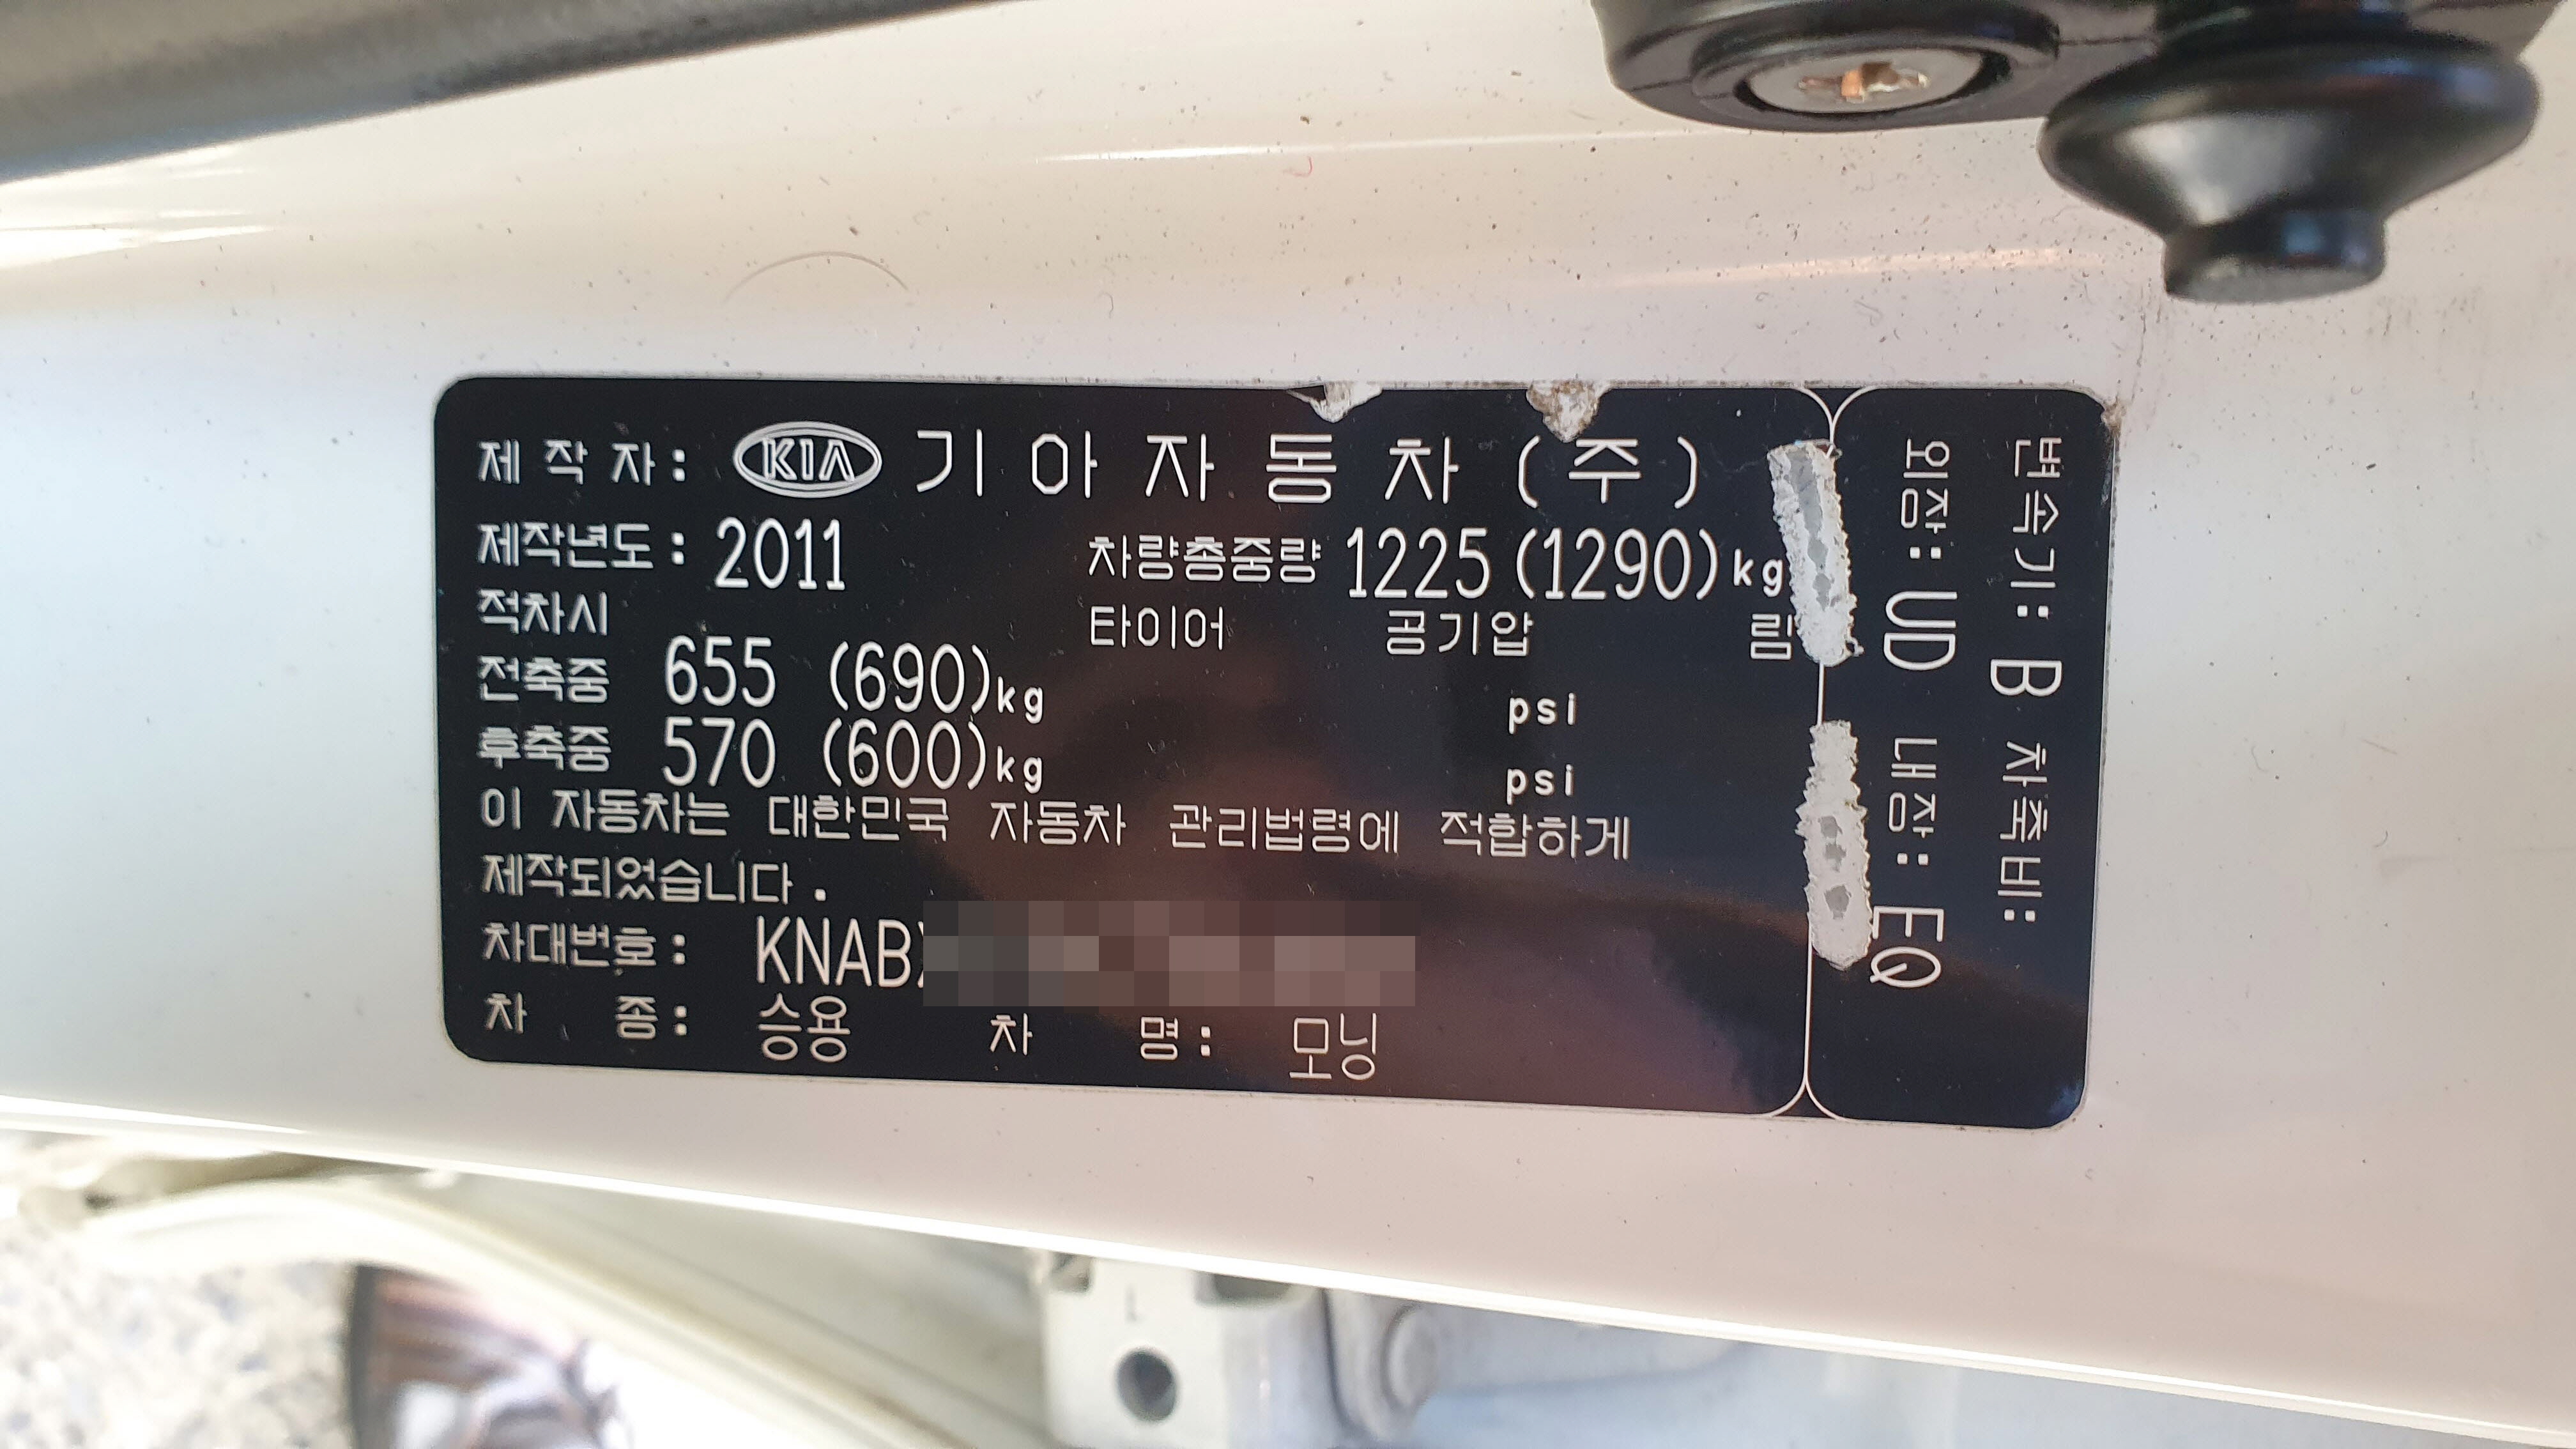 제 작 자 : KIA 기 아 자 동 차 ( 주 )
제작년도 : 2011 차량총중량 1225 (1290) kg
적차시 타이어 공기압 림
전축중 655 (690) kg psi
후축중 570 (600) kg psi
이 자동차는 대한민국 자동차 관리법령에 적합하게
제작되었습니다 .
차대번호 : KNAB
차 종 : 승용 차 명 : 모닝
변속기 : B 차축비 :
외장 : UD 내장 : EQ